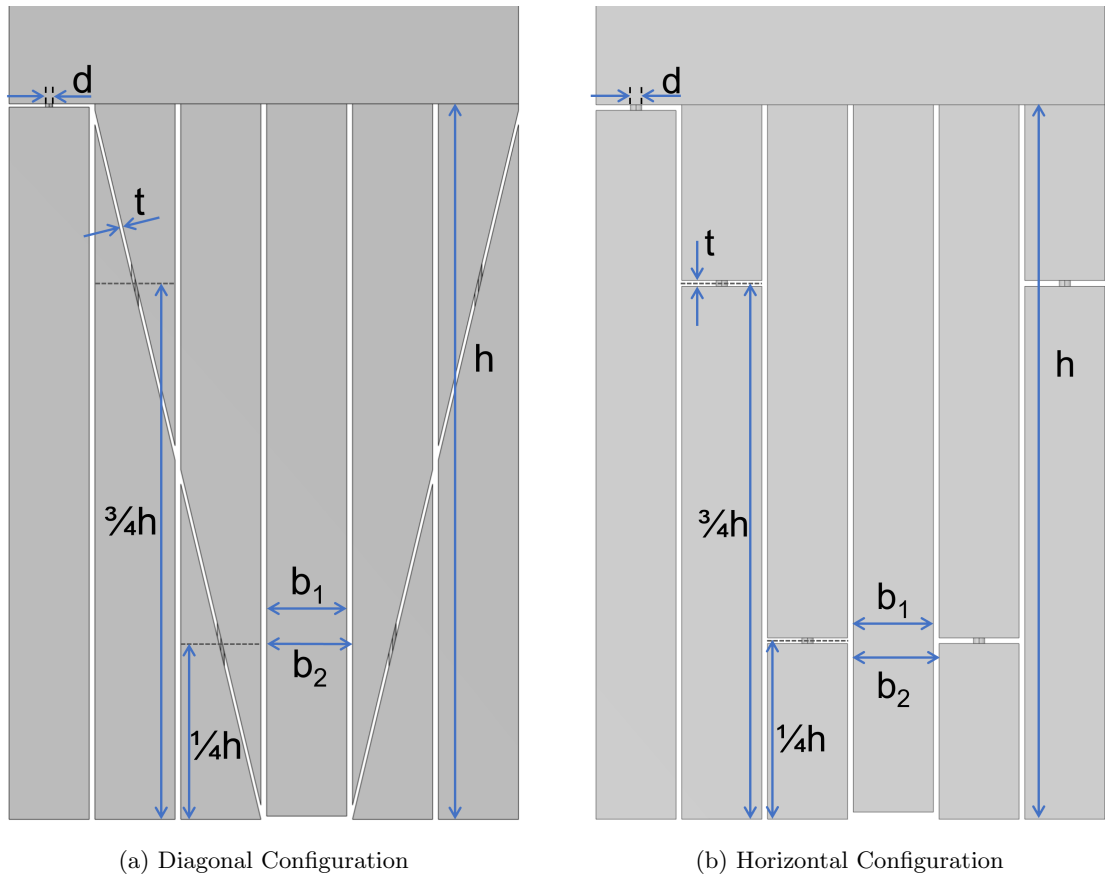 d
t
h
¾h
b₁
b₂
¼h
(a) Diagonal Configuration
d
t
h
¾h
b₁
b₂
¼h
(b) Horizontal Configuration